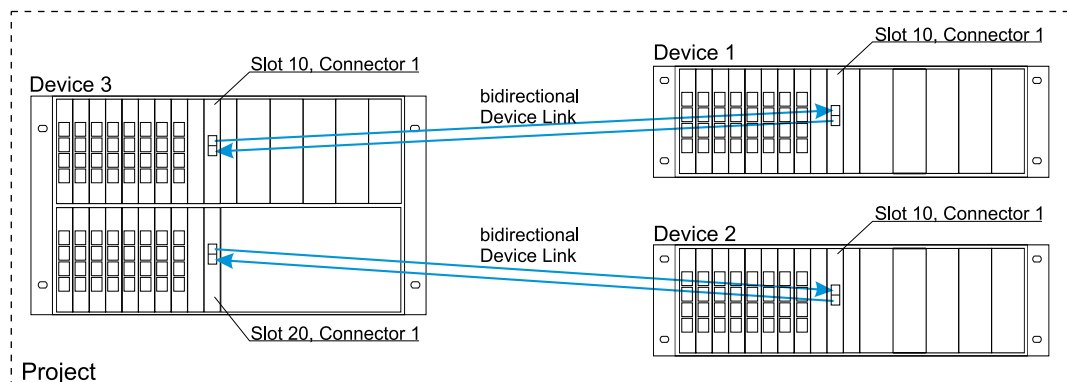 Slot 10, Connector 1
Device 3
bidirectional
Device Link
Device 1
Slot 10, Connector 1
bidirectional
Device Link
Device 2
Slot 10, Connector 1
Slot 20, Connector 1
Project